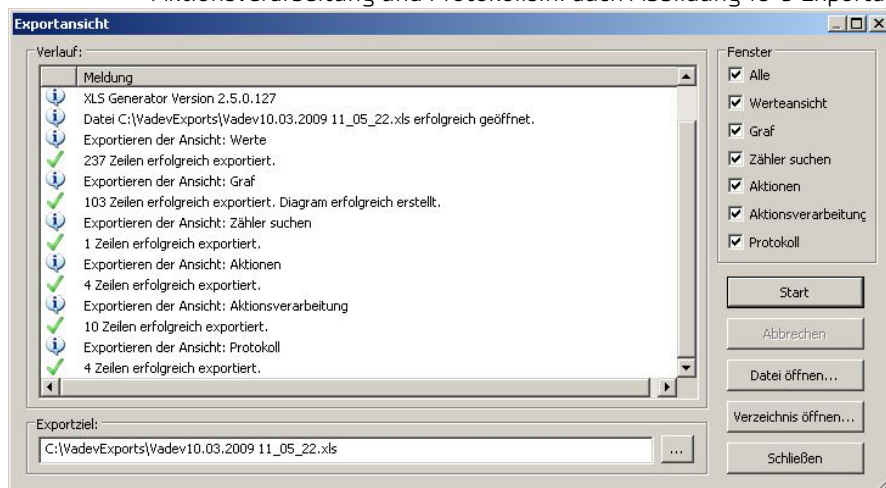 Exportansicht
Verlauf:
Meldung
XLS Generator Version 2.5.0.127
Datei C:\VadevExports\Vadev10.03.2009 11_05_22.xls erfolgreich geöffnet.
Exportieren der Ansicht: Werte
237 Zeilen erfolgreich exportiert.
Exportieren der Ansicht: Graf
103 Zeilen erfolgreich exportiert. Diagram erfolgreich erstellt.
Exportieren der Ansicht: Zähler suchen
1 Zeilen erfolgreich exportiert.
Exportieren der Ansicht: Aktionen
4 Zeilen erfolgreich exportiert.
Exportieren der Ansicht: Aktionsverarbeitung
10 Zeilen erfolgreich exportiert.
Exportieren der Ansicht: Protokoll
4 Zeilen erfolgreich exportiert.
Exportziel:
C:\VadevExports\Vadev10.03.2009 11_05_22.xls
...
Fenster
Alle
Werteansicht
Graf
Zähler suchen
Aktionen
Aktionsverarbeitung
Protokoll
Start
Abbrechen
Datei öffnen...
Verzeichnis öffnen...
Schließen